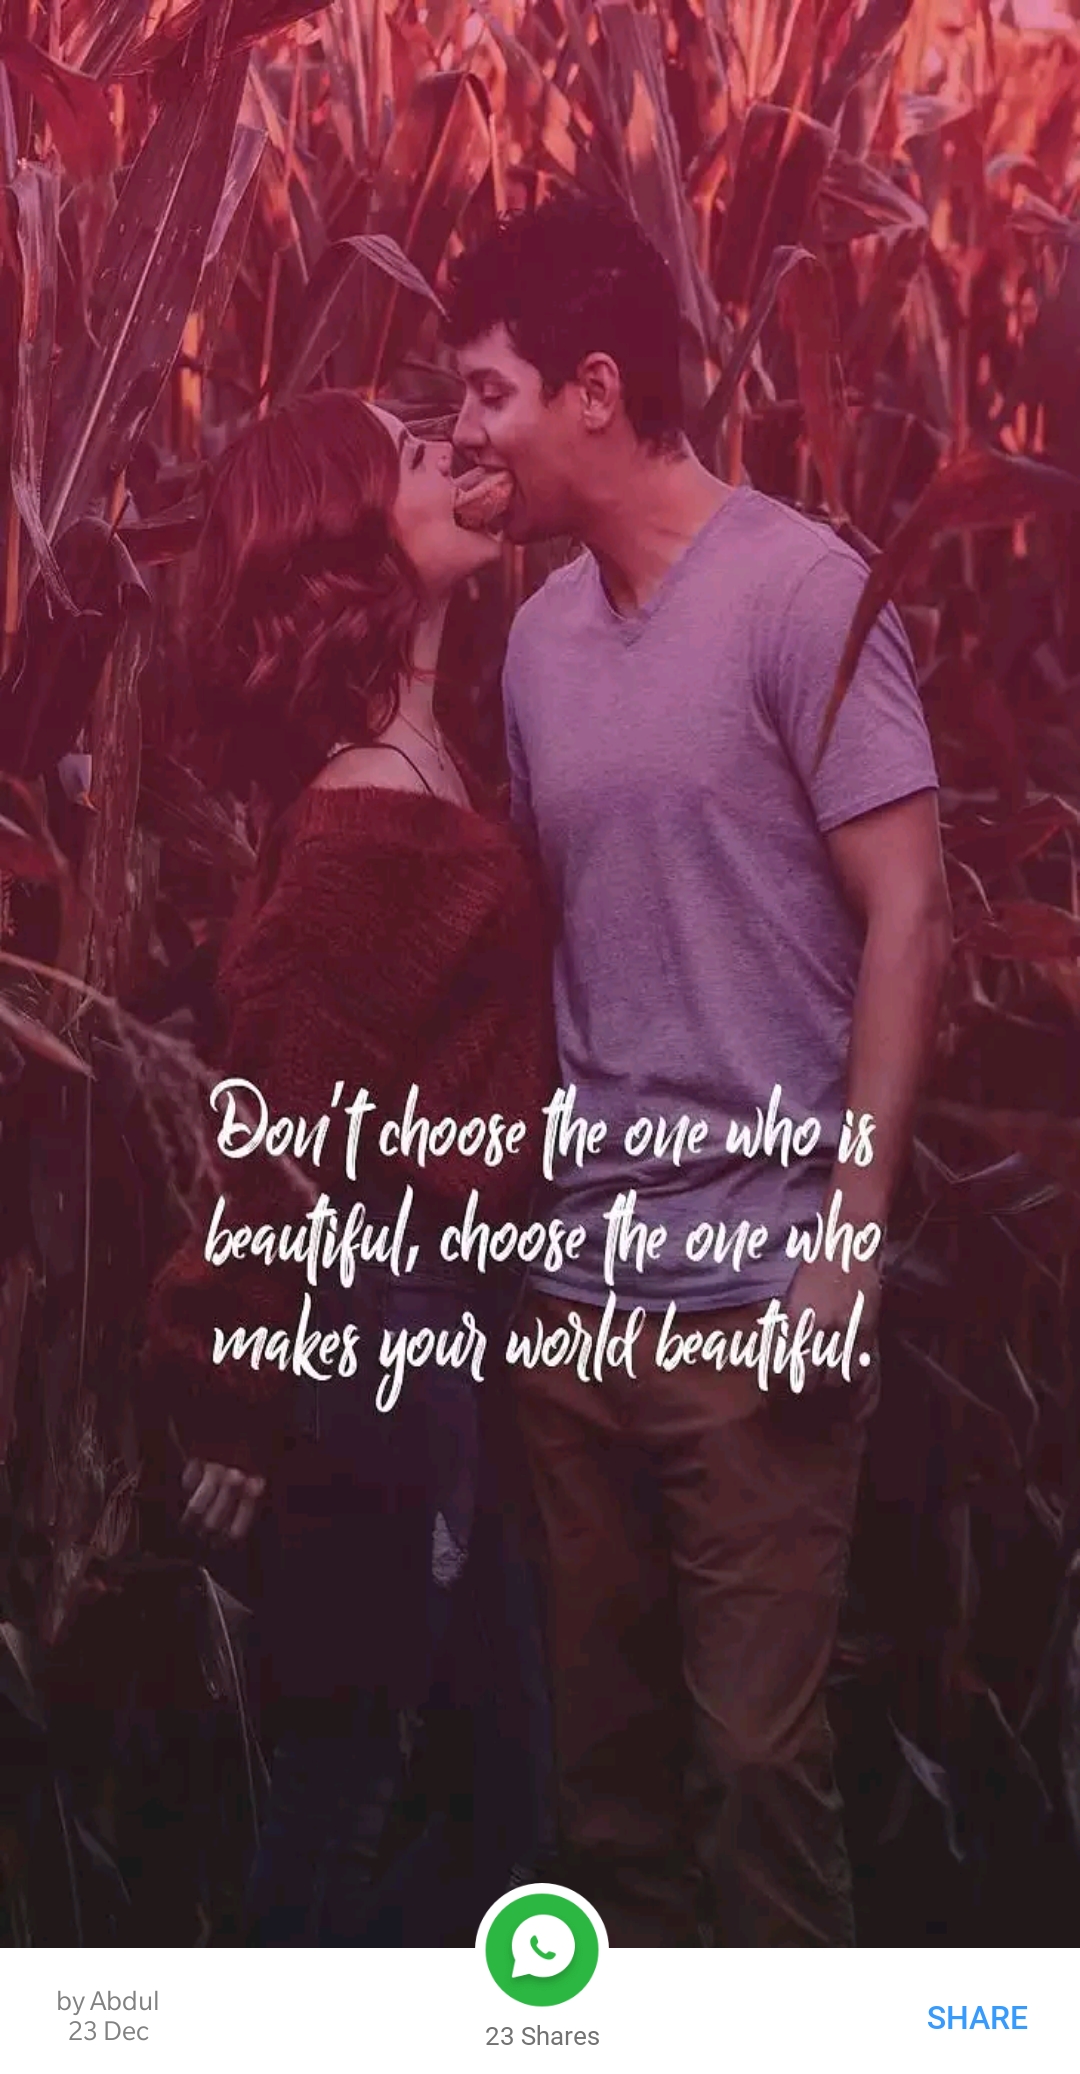 Don't choose the one who is
beautiful, choose the one who
makes your world beautiful.
by Abdul
23 Dec
23 Shares
SHARE